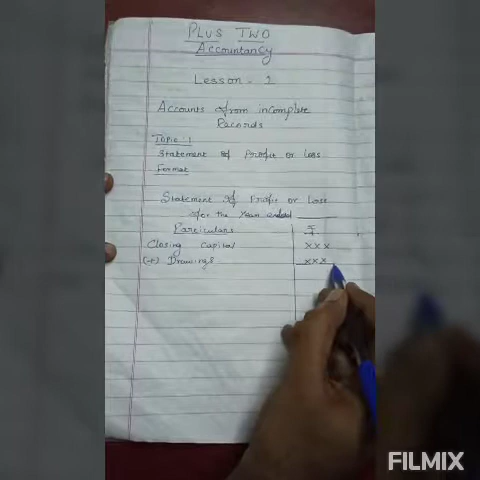 PLUS TWO
Accountancy
Lesson - 1
Accounts from incomplete
Records
Topic : 1
Statement of Profit or Loss
Format
Statement of Profit or Loss
for the Year ended
Particulars ₹
Closing Capital xxx
(+) Drawings xxx
FILMIX